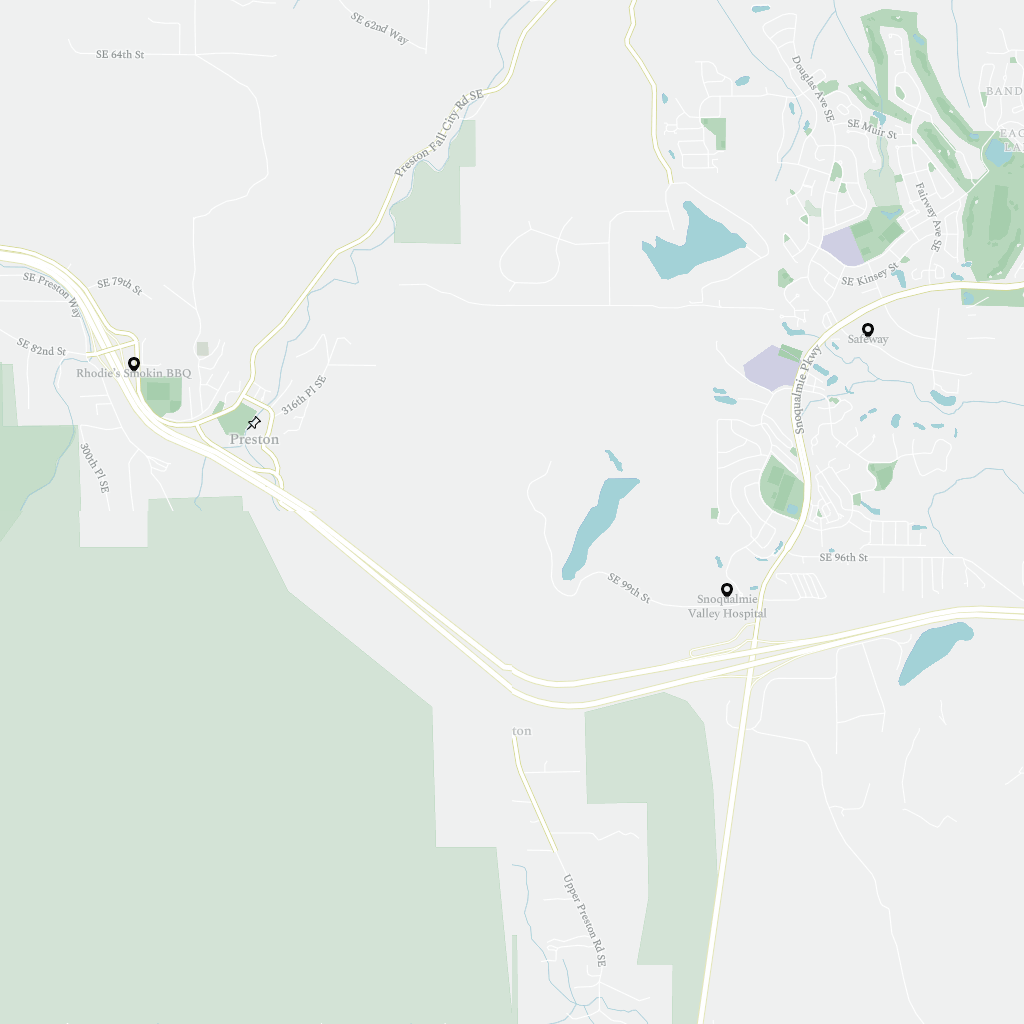 SE 62nd Way
SE 64th St
Douglas Ave SE
BAND
Preston Fall City Rd SE
SE Muir St
EAG
LA
Fairway Ave SE
SE Preston Way
SE 79th St
SE Kinsey St
SE 82nd St
Safeway
Rhodie's Smokin BBQ
Snoqualmie Pkwy
316th Pl SE
Preston
300th Pl SE
SE 96th St
SE 99th St
Snoqualmie
Valley Hospital
ton
Upper Preston Rd SE